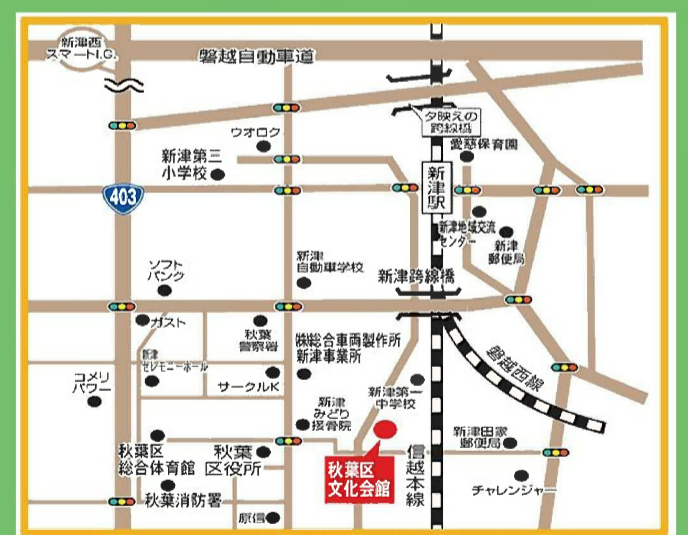 新津西
スマートI.C.
磐越自動車道
夕映えの
跨線橋
ウオロク
愛慈保育園
新津第三
小学校
新津駅
403
新津地域交流
センター
新津
郵便局
ソフト
バンク
新津
自動車学校
新津跨線橋
ガスト
秋葉
警察署
㈱総合車両製作所
新津事業所
磐越西線
新津
セレモニーホール
コメリ
パワー
サークルK
新津第一
中学校
新津
みどり
接骨院
新津田家
郵便局
秋葉区
総合体育館
秋葉
区役所
秋葉区
文化会館
信越本線
チャレンジャー
秋葉消防署
原信